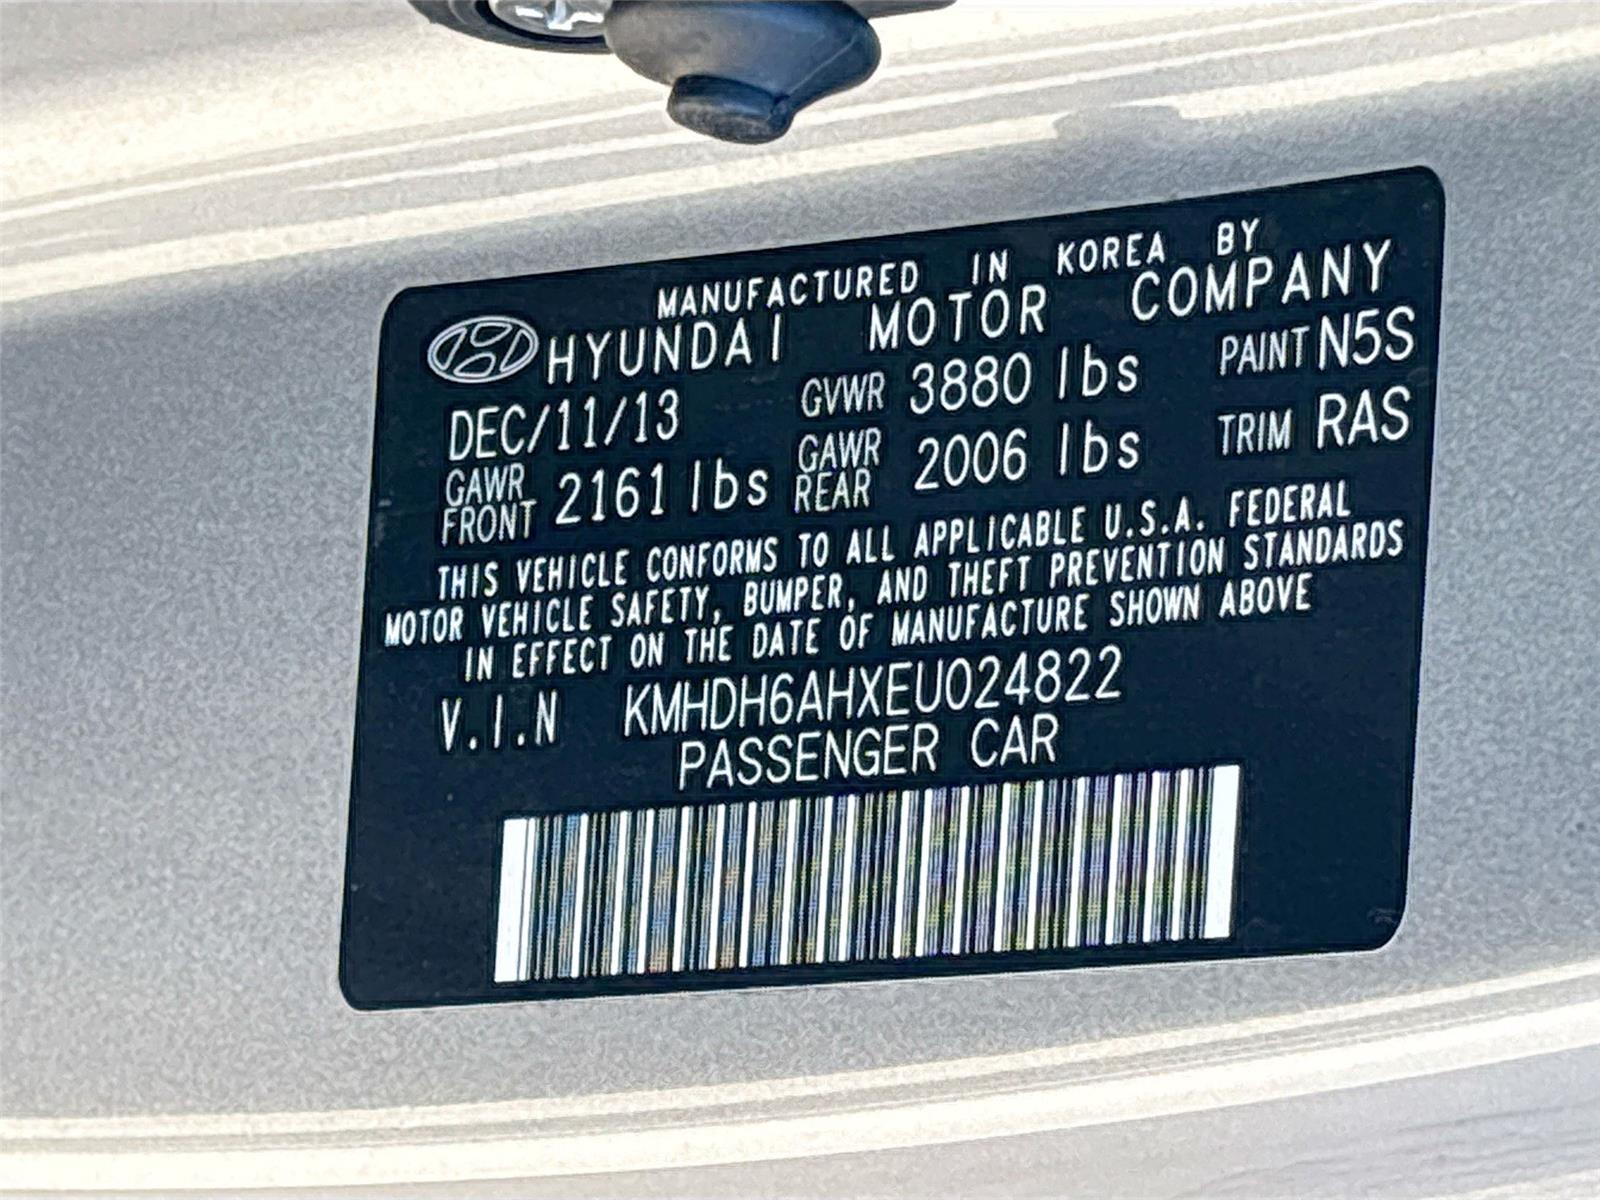 MANUFACTURED IN KOREA BY
HYUNDAI MOTOR COMPANY
DEC/11/13 GVWR 3880 lbs PAINT N5S
GAWR FRONT 2161 lbs GAWR REAR 2006 lbs TRIM RAS
THIS VEHICLE CONFORMS TO ALL APPLICABLE U.S.A. FEDERAL
MOTOR VEHICLE SAFETY, BUMPER, AND THEFT PREVENTION STANDARDS
IN EFFECT ON THE DATE OF MANUFACTURE SHOWN ABOVE
V.I.N KMHDH6AHXEU024822
PASSENGER CAR